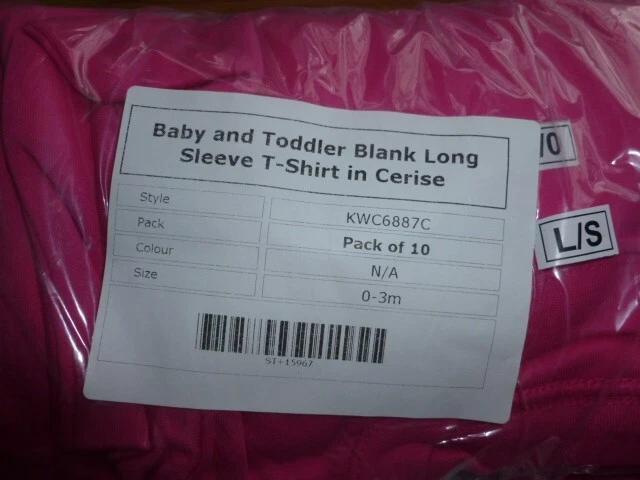 Baby and Toddler Blank Long
Sleeve T-Shirt in Cerise
Style KWC6887C
Pack Pack of 10
Colour N/A
Size 0-3m
ST+15967
/0
L/S